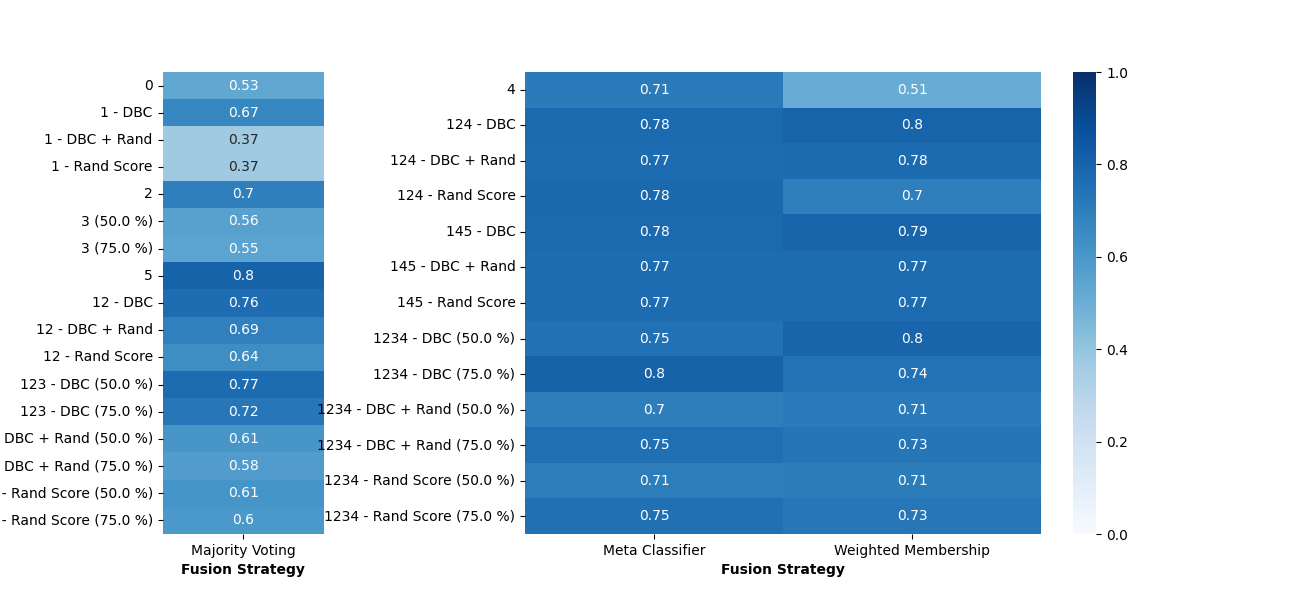 0 0.53
1 - DBC 0.67
1 - DBC + Rand 0.37
1 - Rand Score 0.37
2 0.7
3 (50.0 %) 0.56
3 (75.0 %) 0.55
5 0.8
12 - DBC 0.76
12 - DBC + Rand 0.69
12 - Rand Score 0.64
123 - DBC (50.0 %) 0.77
123 - DBC (75.0 %) 0.72
DBC + Rand (50.0 %) 0.61
DBC + Rand (75.0 %) 0.58
- Rand Score (50.0 %) 0.61
- Rand Score (75.0 %) 0.6
Majority Voting
Fusion Strategy
4 0.71 0.51
124 - DBC 0.78 0.8
124 - DBC + Rand 0.77 0.78
124 - Rand Score 0.78 0.7
145 - DBC 0.78 0.79
145 - DBC + Rand 0.77 0.77
145 - Rand Score 0.77 0.77
1234 - DBC (50.0 %) 0.75 0.8
1234 - DBC (75.0 %) 0.8 0.74
1234 - DBC + Rand (50.0 %) 0.7 0.71
1234 - DBC + Rand (75.0 %) 0.75 0.73
1234 - Rand Score (50.0 %) 0.71 0.71
1234 - Rand Score (75.0 %) 0.75 0.73
Meta Classifier Weighted Membership
Fusion Strategy
1.0
0.8
0.6
0.4
0.2
0.0